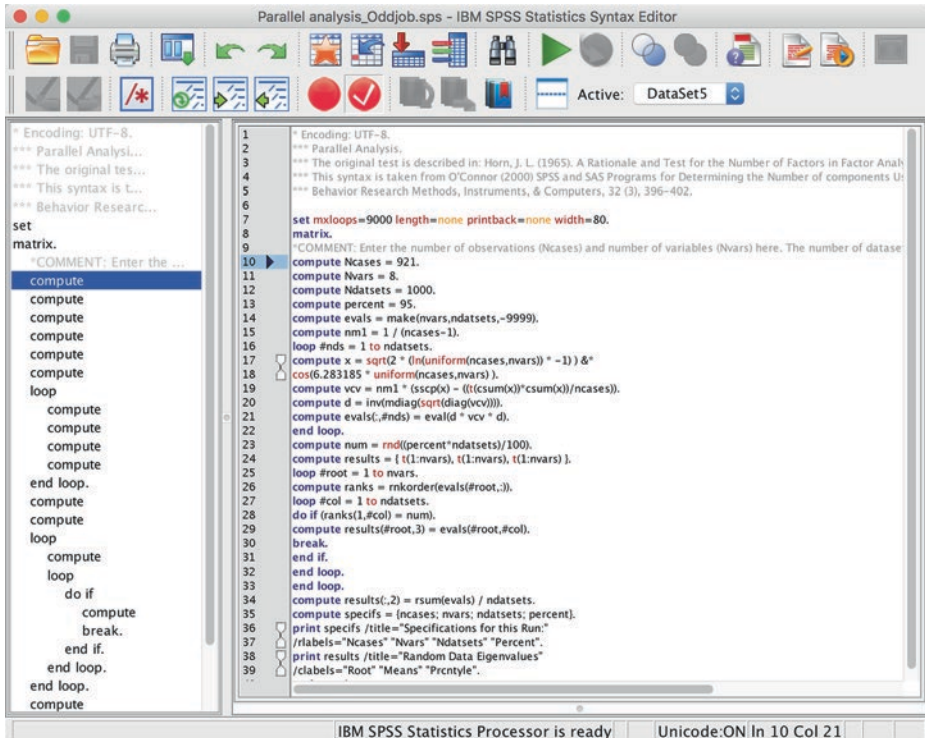 Parallel analysis_Oddjob.sps - IBM SPSS Statistics Syntax Editor
/*
Active: DataSet5
* Encoding: UTF-8.
*** Parallel Analysi...
*** The original tes...
*** This syntax is t...
*** Behavior Researc...
set
matrix.
*COMMENT: Enter the ...
compute
compute
compute
compute
compute
compute
loop
compute
compute
compute
compute
end loop.
compute
compute
loop
compute
loop
do if
compute
break.
end if.
end loop.
end loop.
compute
1 * Encoding: UTF-8.
2 *** Parallel Analysis.
3 *** The original test is described in: Horn, J. L. (1965). A Rationale and Test for the Number of Factors in Factor Analy
4 *** This syntax is taken from O'Connor (2000) SPSS and SAS Programs for Determining the Number of components Us
5 *** Behavior Research Methods, Instruments, & Computers, 32 (3), 396-402.
6
7 set mxloops=9000 length=none printback=none width=80.
8 matrix.
9 *COMMENT: Enter the number of observations (Ncases) and number of variables (Nvars) here. The number of datase
10 compute Ncases = 921.
11 compute Nvars = 8.
12 compute Ndatsets = 1000.
13 compute percent = 95.
14 compute evals = make(nvars,ndatsets,-9999).
15 compute nm1 = 1 / (ncases-1).
16 loop #nds = 1 to ndatsets.
17 compute x = sqrt(2 * (ln(uniform(ncases,nvars)) * -1) ) &*
18 cos(6.283185 * uniform(ncases,nvars) ).
19 compute vcv = nm1 * (sscp(x) - ((t(csum(x))*csum(x))/ncases)).
20 compute d = inv(mdiag(sqrt(diag(vcv)))).
21 compute evals(:,#nds) = eval(d * vcv * d).
22 end loop.
23 compute num = rnd((percent*ndatsets)/100).
24 compute results = { t(1:nvars), t(1:nvars), t(1:nvars) }.
25 loop #root = 1 to nvars.
26 compute ranks = rnkorder(evals(#root,:)).
27 loop #col = 1 to ndatsets.
28 do if (ranks(1,#col) = num).
29 compute results(#root,3) = evals(#root,#col).
30 break.
31 end if.
32 end loop.
33 end loop.
34 compute results(:,2) = rsum(evals) / ndatsets.
35 compute specifs = {ncases; nvars; ndatsets; percent}.
36 print specifs /title="Specifications for this Run:"
37 /rlabels="Ncases" "Nvars" "Ndatsets" "Percent".
38 print results /title="Random Data Eigenvalues"
39 /clabels="Root" "Means" "Prcntyle".
IBM SPSS Statistics Processor is ready
Unicode:ON In 10 Col 21